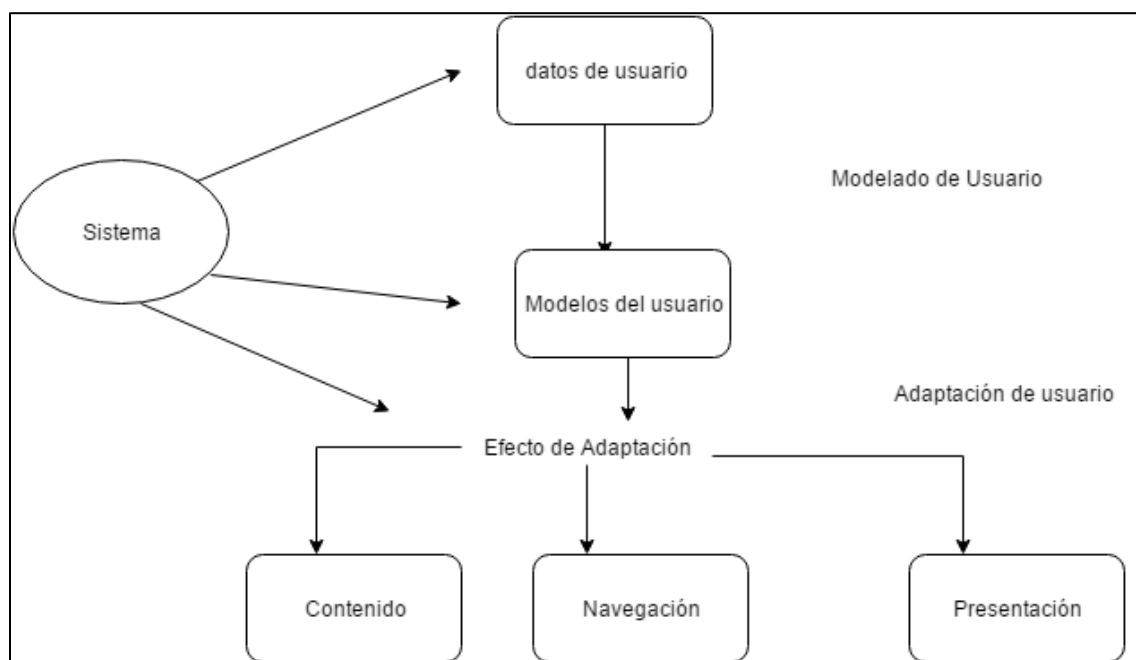 datos de usuario
Modelado de Usuario
Sistema
Modelos del usuario
Adaptación de usuario
Efecto de Adaptación
Contenido
Navegación
Presentación